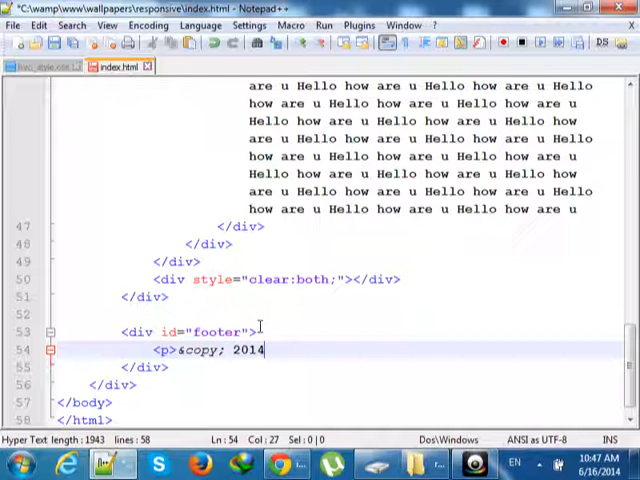 *C:\wamp\www\wallpapers\responsive\index.html - Notepad++
File Edit Search View Encoding Language Settings Macro Run Plugins Window ?
X
index.html
are u Hello how are u Hello how are u Hello
how are u Hello how are u Hello how are u
Hello how are u Hello how are u Hello how
are u Hello how are u Hello how are u Hello
how are u Hello how are u Hello how are u
Hello how are u Hello how are u Hello how
are u Hello how are u Hello how are u Hello
how are u Hello how are u Hello how are u
47 </div>
48 </div>
49 </div>
50 <div style="clear:both;"></div>
51 </div>
52
53 <div id="footer">
54 <p>&copy; 2014
55 </div>
56 </div>
57 </body>
58 </html>
Hyper Text length : 1943 lines : 58 Ln : 54 Col : 27 Sel : 0 | 0 Dos\Windows ANSI as UTF-8 INS
EN
10:47 AM
6/16/2014